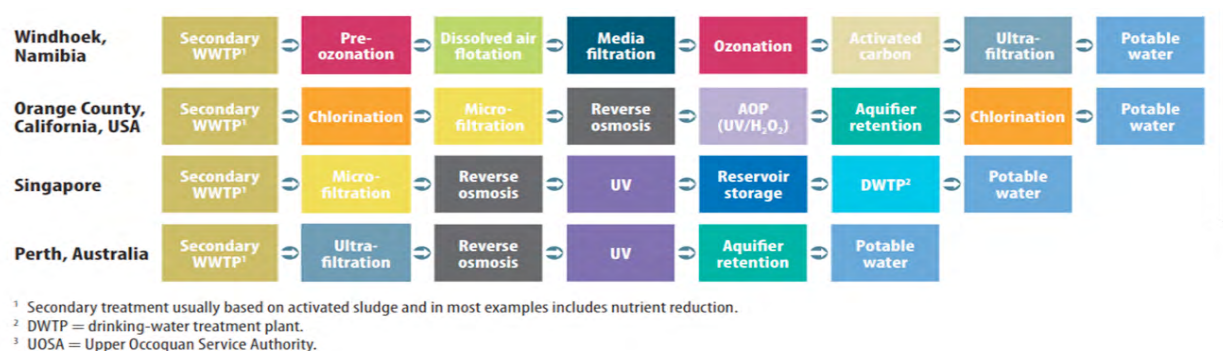 Windhoek, Namibia
Secondary WWTP¹
Pre-ozonation
Dissolved air flotation
Media filtration
Ozonation
Activated carbon
Ultra-filtration
Potable water
Orange County, California, USA
Secondary WWTP¹
Chlorination
Micro-filtration
Reverse osmosis
AOP (UV/H₂O₂)
Aquifier retention
Chlorination
Potable water
Singapore
Secondary WWTP¹
Micro-filtration
Reverse osmosis
UV
Reservoir storage
DWTP²
Potable water
Perth, Australia
Secondary WWTP¹
Ultra-filtration
Reverse osmosis
UV
Aquifier retention
Potable water
¹ Secondary treatment usually based on activated sludge and in most examples includes nutrient reduction.
² DWTP = drinking-water treatment plant.
³ UOSA = Upper Occoquan Service Authority.